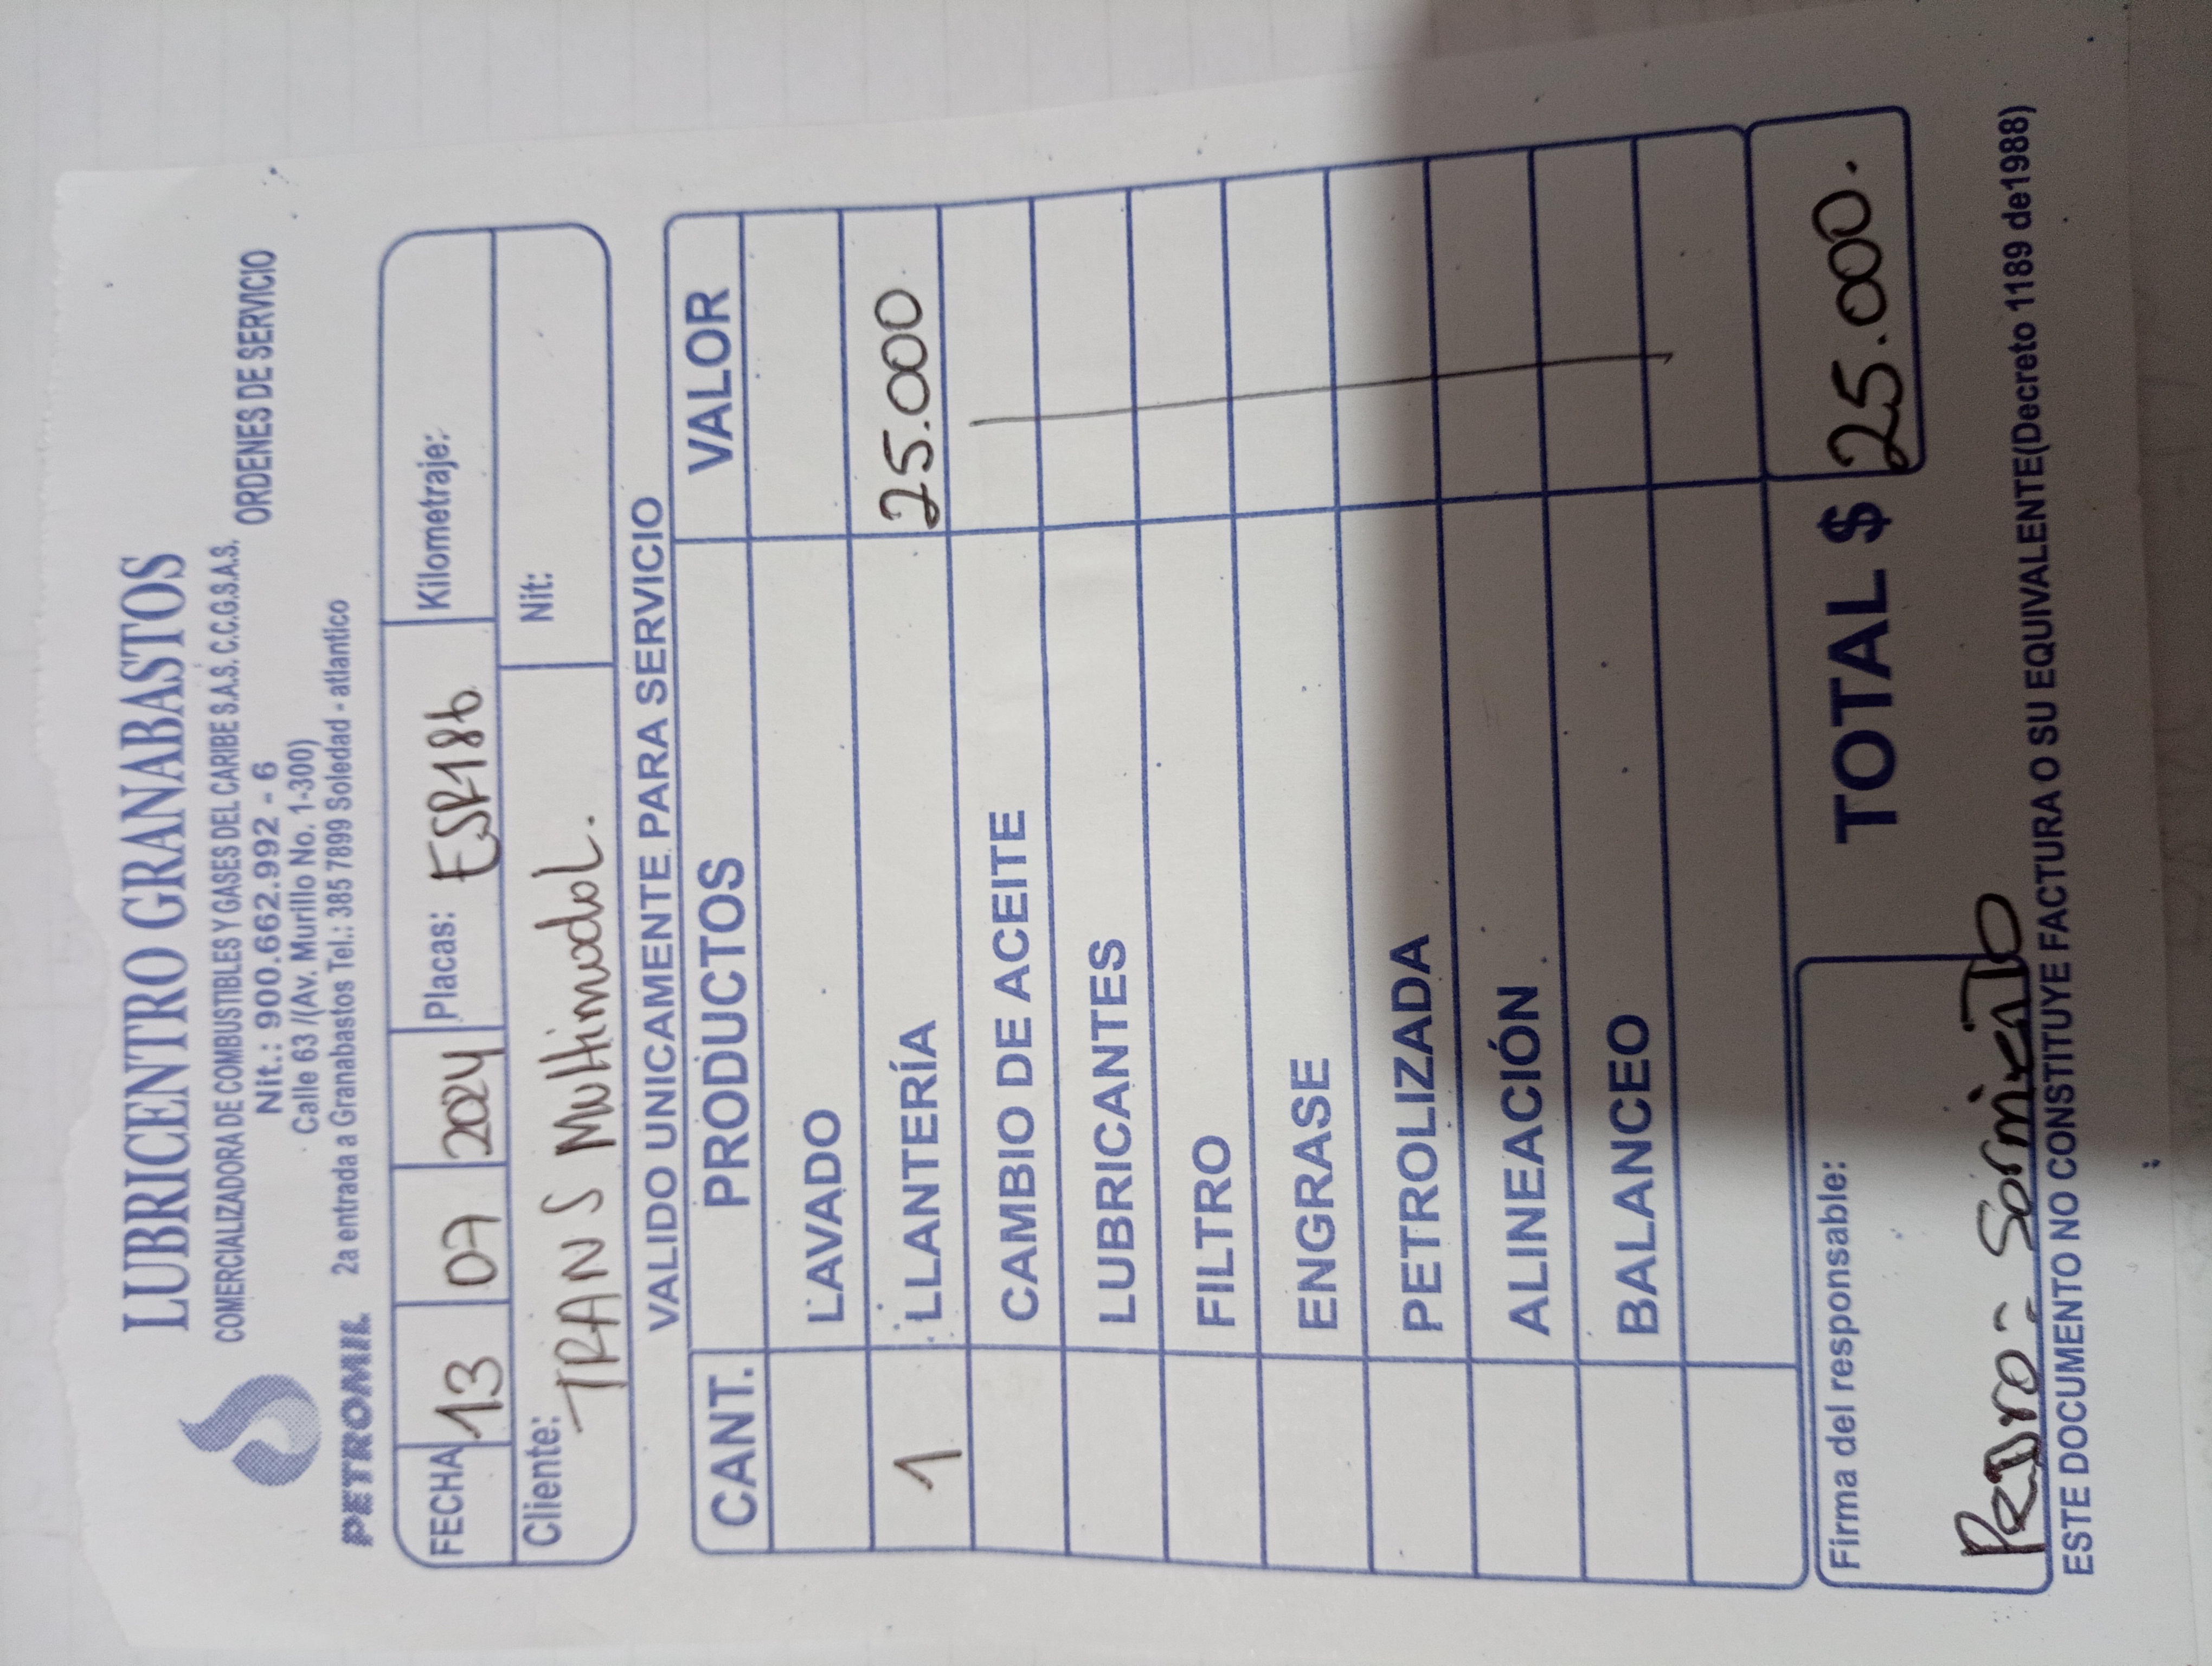 LUBRICENTRO GRANABASTOS
COMERCIALIZADORA DE COMBUSTIBLES Y GASES DEL CARIBE S.A.S. C.C.G.S.A.S.
Nit.: 900.662.992 - 6
ORDENES DE SERVICIO
Calle 63 /(Av. Murillo No. 1-300)
PETROMIL 2a entrada a Granabastos Tel.: 385 7899 Soledad - atlantico
FECHA 13 07 2024 Placas: ESR186 Kilometraje:
Cliente: TRANS Multimodal. Nit:
VALIDO UNICAMENTE PARA SERVICIO
CANT. PRODUCTOS VALOR
LAVADO
1 LLANTERÍA 25.000
CAMBIO DE ACEITE
LUBRICANTES
FILTRO
ENGRASE
PETROLIZADA
ALINEACIÓN
BALANCEO
Firma del responsable: TOTAL $ 25.000.
Pedro - Sarmiento
ESTE DOCUMENTO NO CONSTITUYE FACTURA O SU EQUIVALENTE(Decreto 1189 de1988)